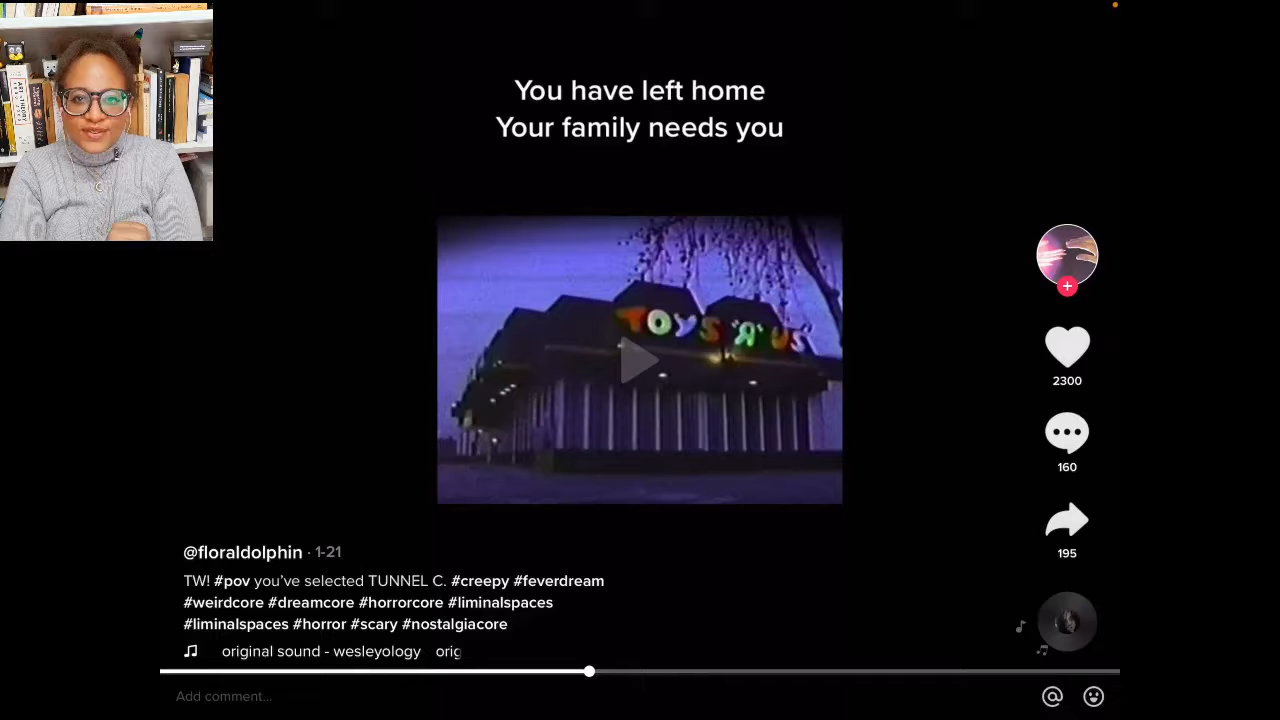 You have left home
Your family needs you
TOYS "R" US
@floraldolphin · 1-21
TW! #pov you've selected TUNNEL C. #creepy #feverdream
#weirdcore #dreamcore #horrorcore #liminalspaces
#liminalspaces #horror #scary #nostalgiacore
original sound - wesleyology orig
Add comment...
2300
160
195